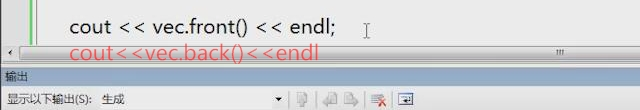 cout << vec.front() << endl;
cout<<vec.back()<<endl
输出
显示以下输出(S): 生成